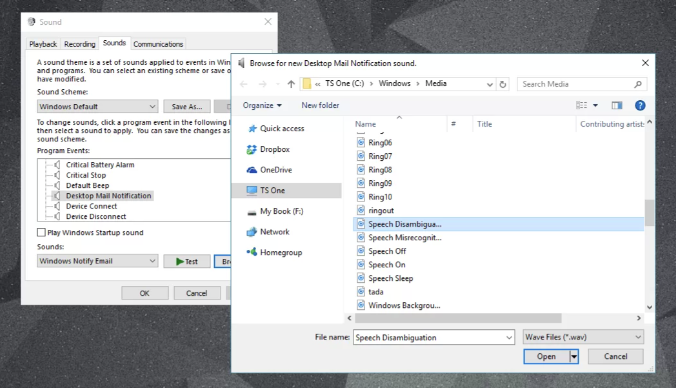 Sound
Playback Recording Sounds Communications
A sound theme is a set of sounds applied to events in Win
and programs. You can select an existing scheme or save o
have modified.
Sound Scheme:
Windows Default
Save As...
To change sounds, click a program event in the following
then select a sound to apply. You can save the changes as
sound scheme.
Program Events:
Critical Battery Alarm
Critical Stop
Default Beep
Desktop Mail Notification
Device Connect
Device Disconnect
Play Windows Startup sound
Sounds:
Windows Notify Email
Test
Br
OK Cancel
Browse for new Desktop Mail Notification sound.
« TS One (C:) > Windows > Media
Search Media
Organize New folder
?
Quick access
Dropbox
OneDrive
TS One
My Book (F:)
Network
Homegroup
Name # Title Contributing artist
Ring06
Ring07
Ring08
Ring09
Ring10
ringout
Speech Disambigua...
Speech Misrecognit...
Speech Off
Speech On
Speech Sleep
tada
Windows Backgrou...
File name: Speech Disambiguation
Wave Files (*.wav)
Open Cancel